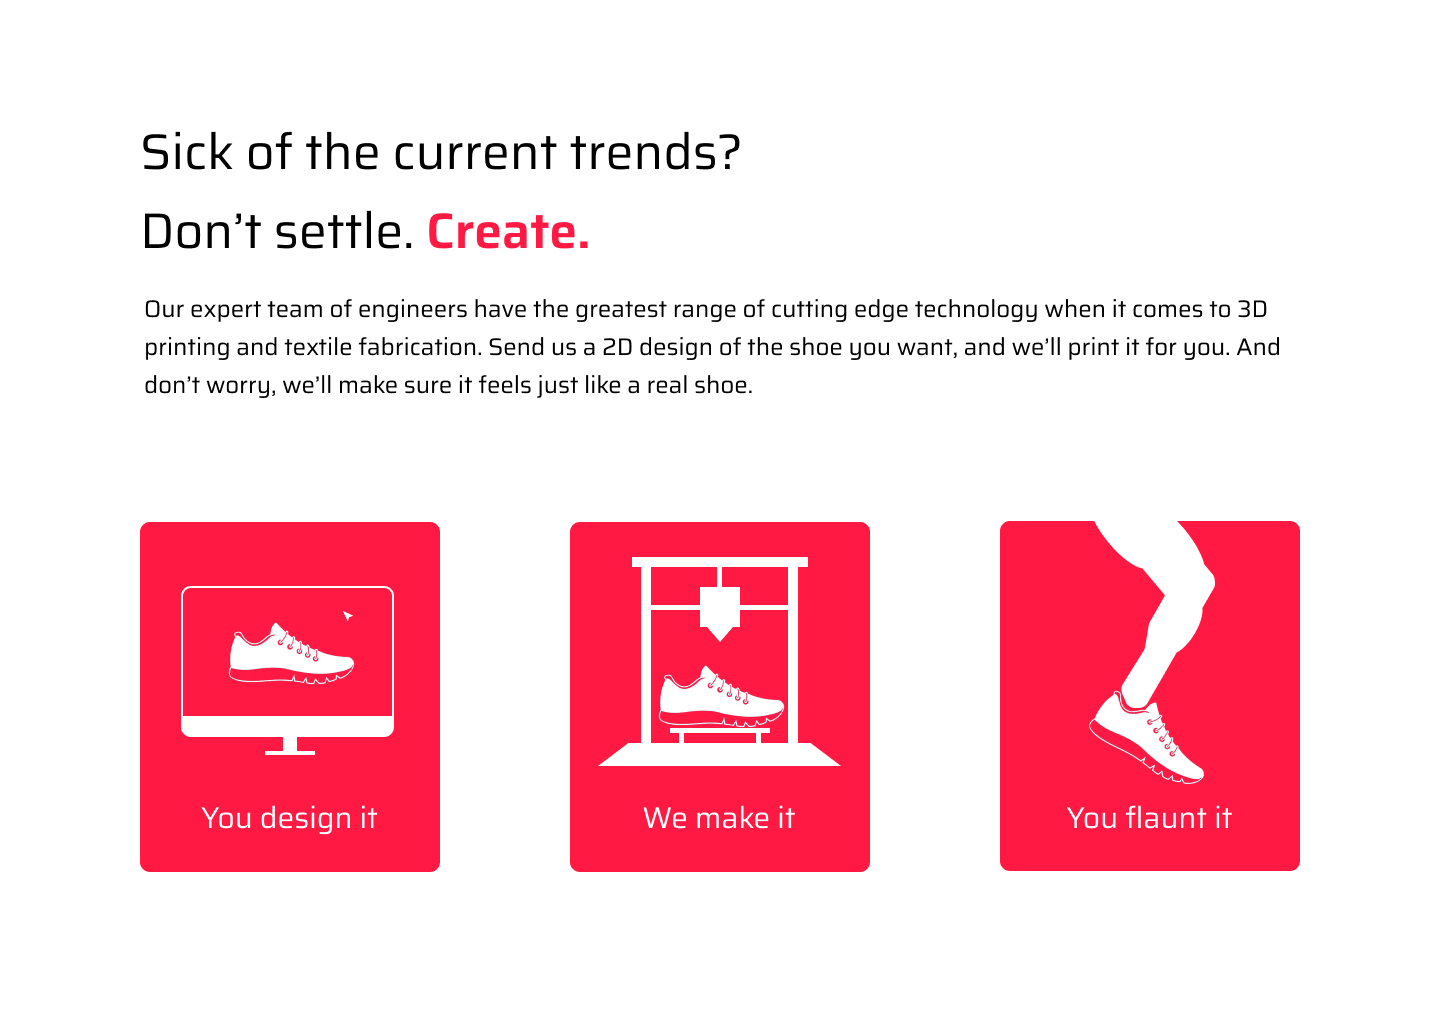 Sick of the current trends?
Don’t settle. Create.
Our expert team of engineers have the greatest range of cutting edge technology when it comes to 3D
printing and textile fabrication. Send us a 2D design of the shoe you want, and we’ll print it for you. And
don’t worry, we’ll make sure it feels just like a real shoe.
You design it
We make it
You flaunt it